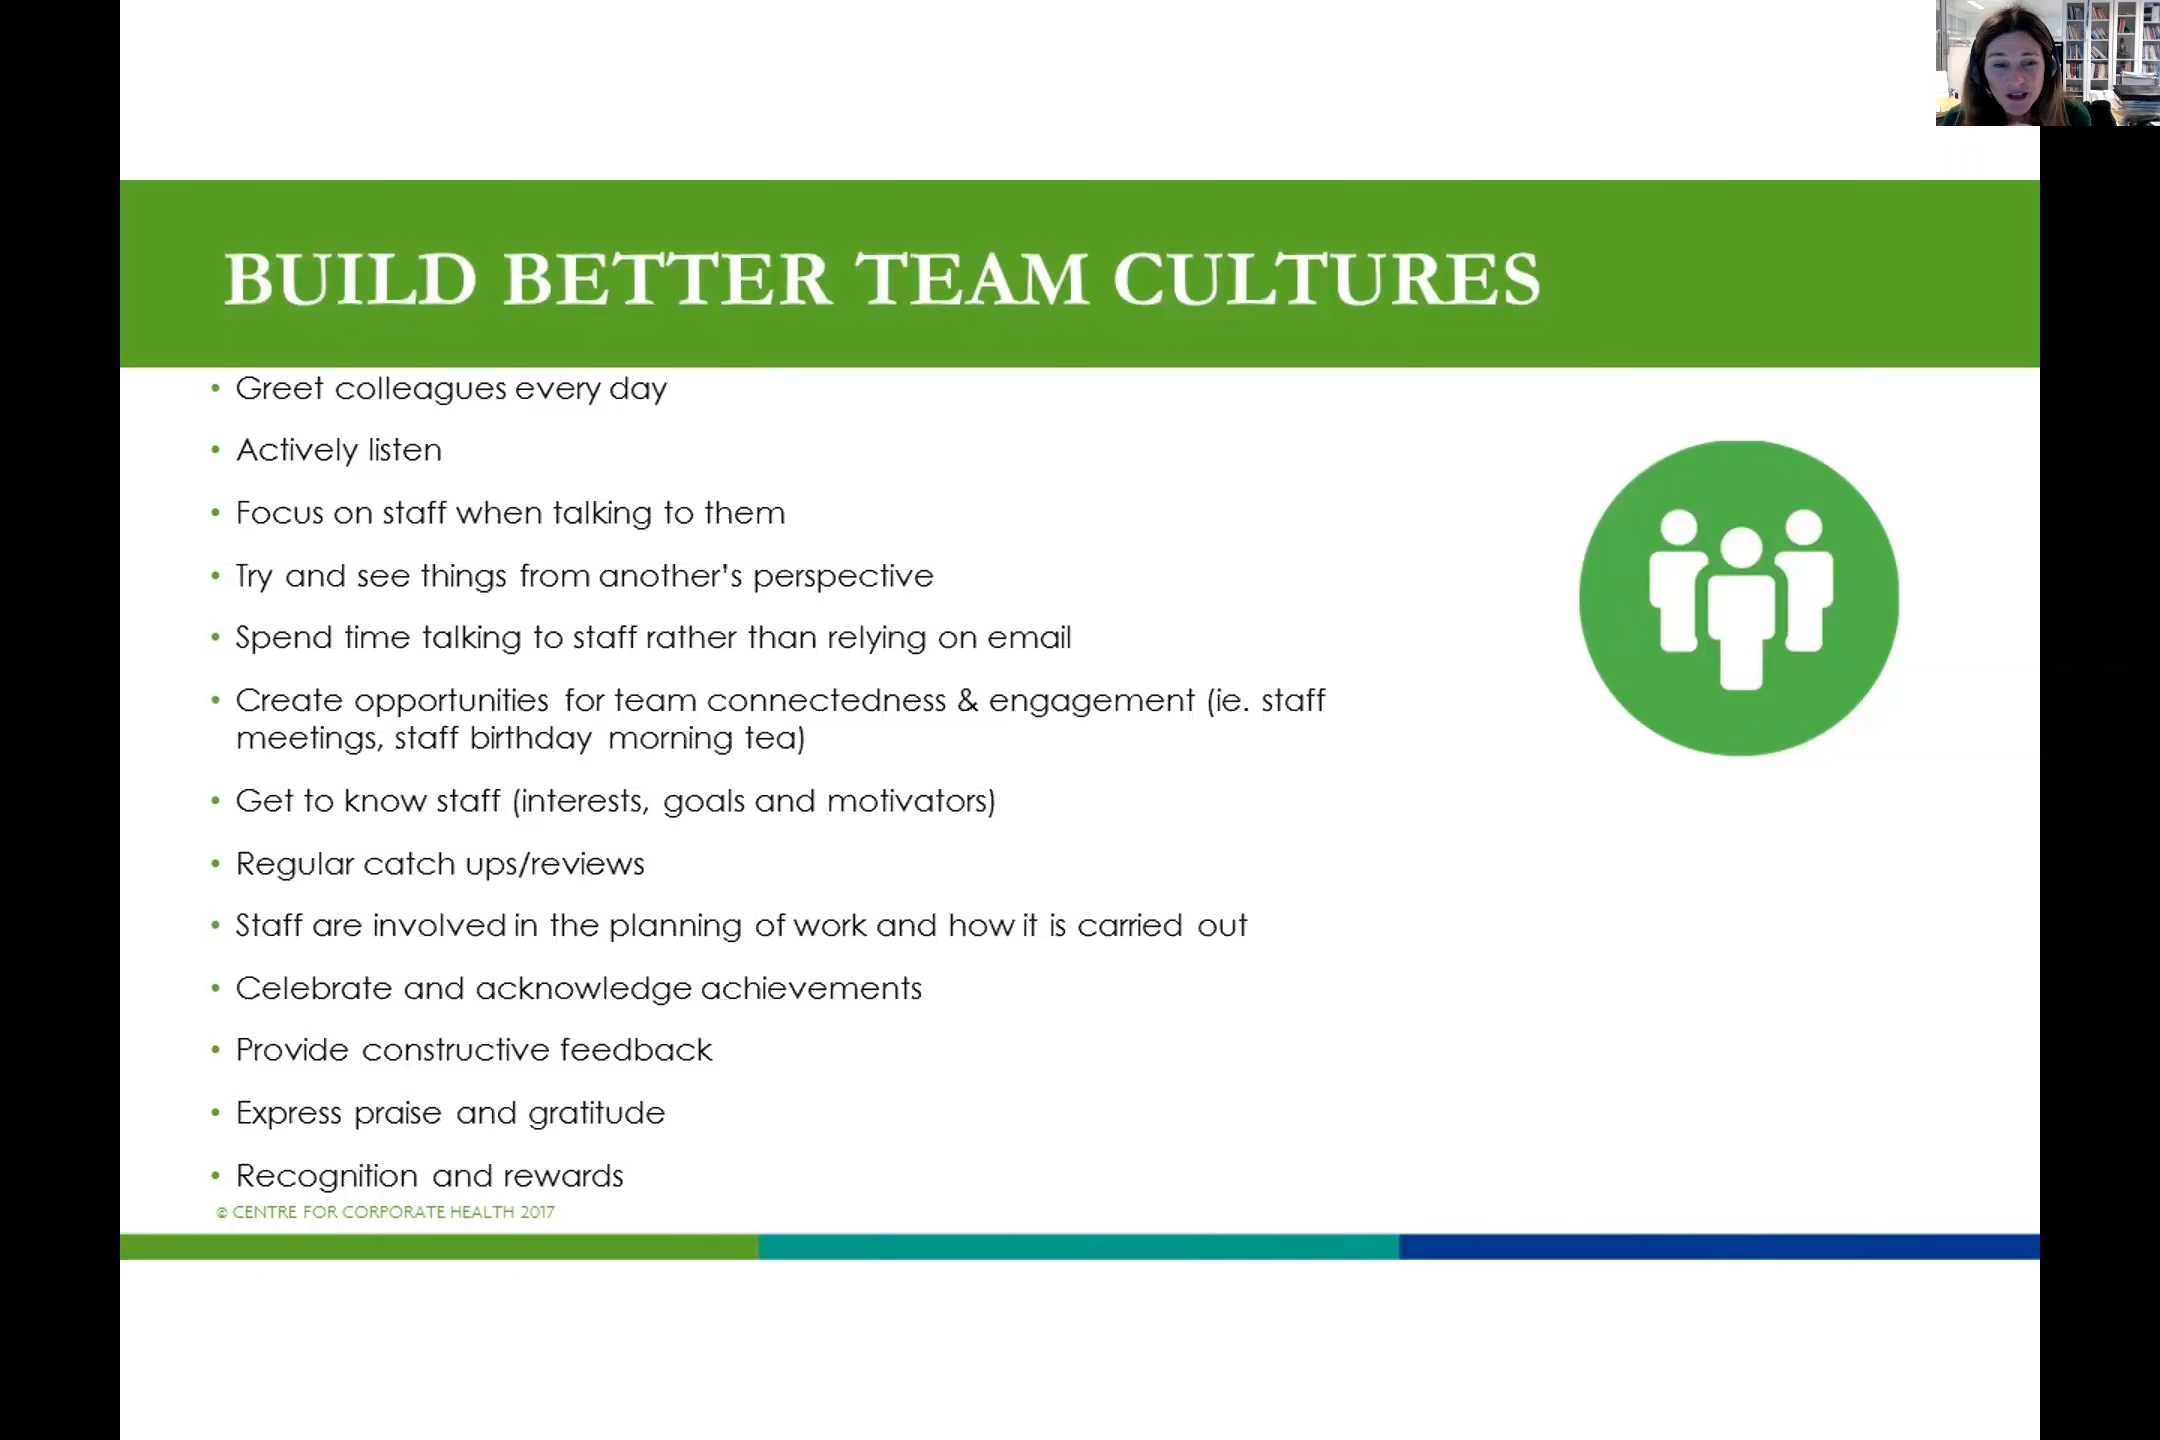 BUILD BETTER TEAM CULTURES
• Greet colleagues every day
• Actively listen
• Focus on staff when talking to them
• Try and see things from another’s perspective
• Spend time talking to staff rather than relying on email
• Create opportunities for team connectedness & engagement (ie. staff
meetings, staff birthday morning tea)
• Get to know staff (interests, goals and motivators)
• Regular catch ups/reviews
• Staff are involved in the planning of work and how it is carried out
• Celebrate and acknowledge achievements
• Provide constructive feedback
• Express praise and gratitude
• Recognition and rewards
© CENTRE FOR CORPORATE HEALTH 2017